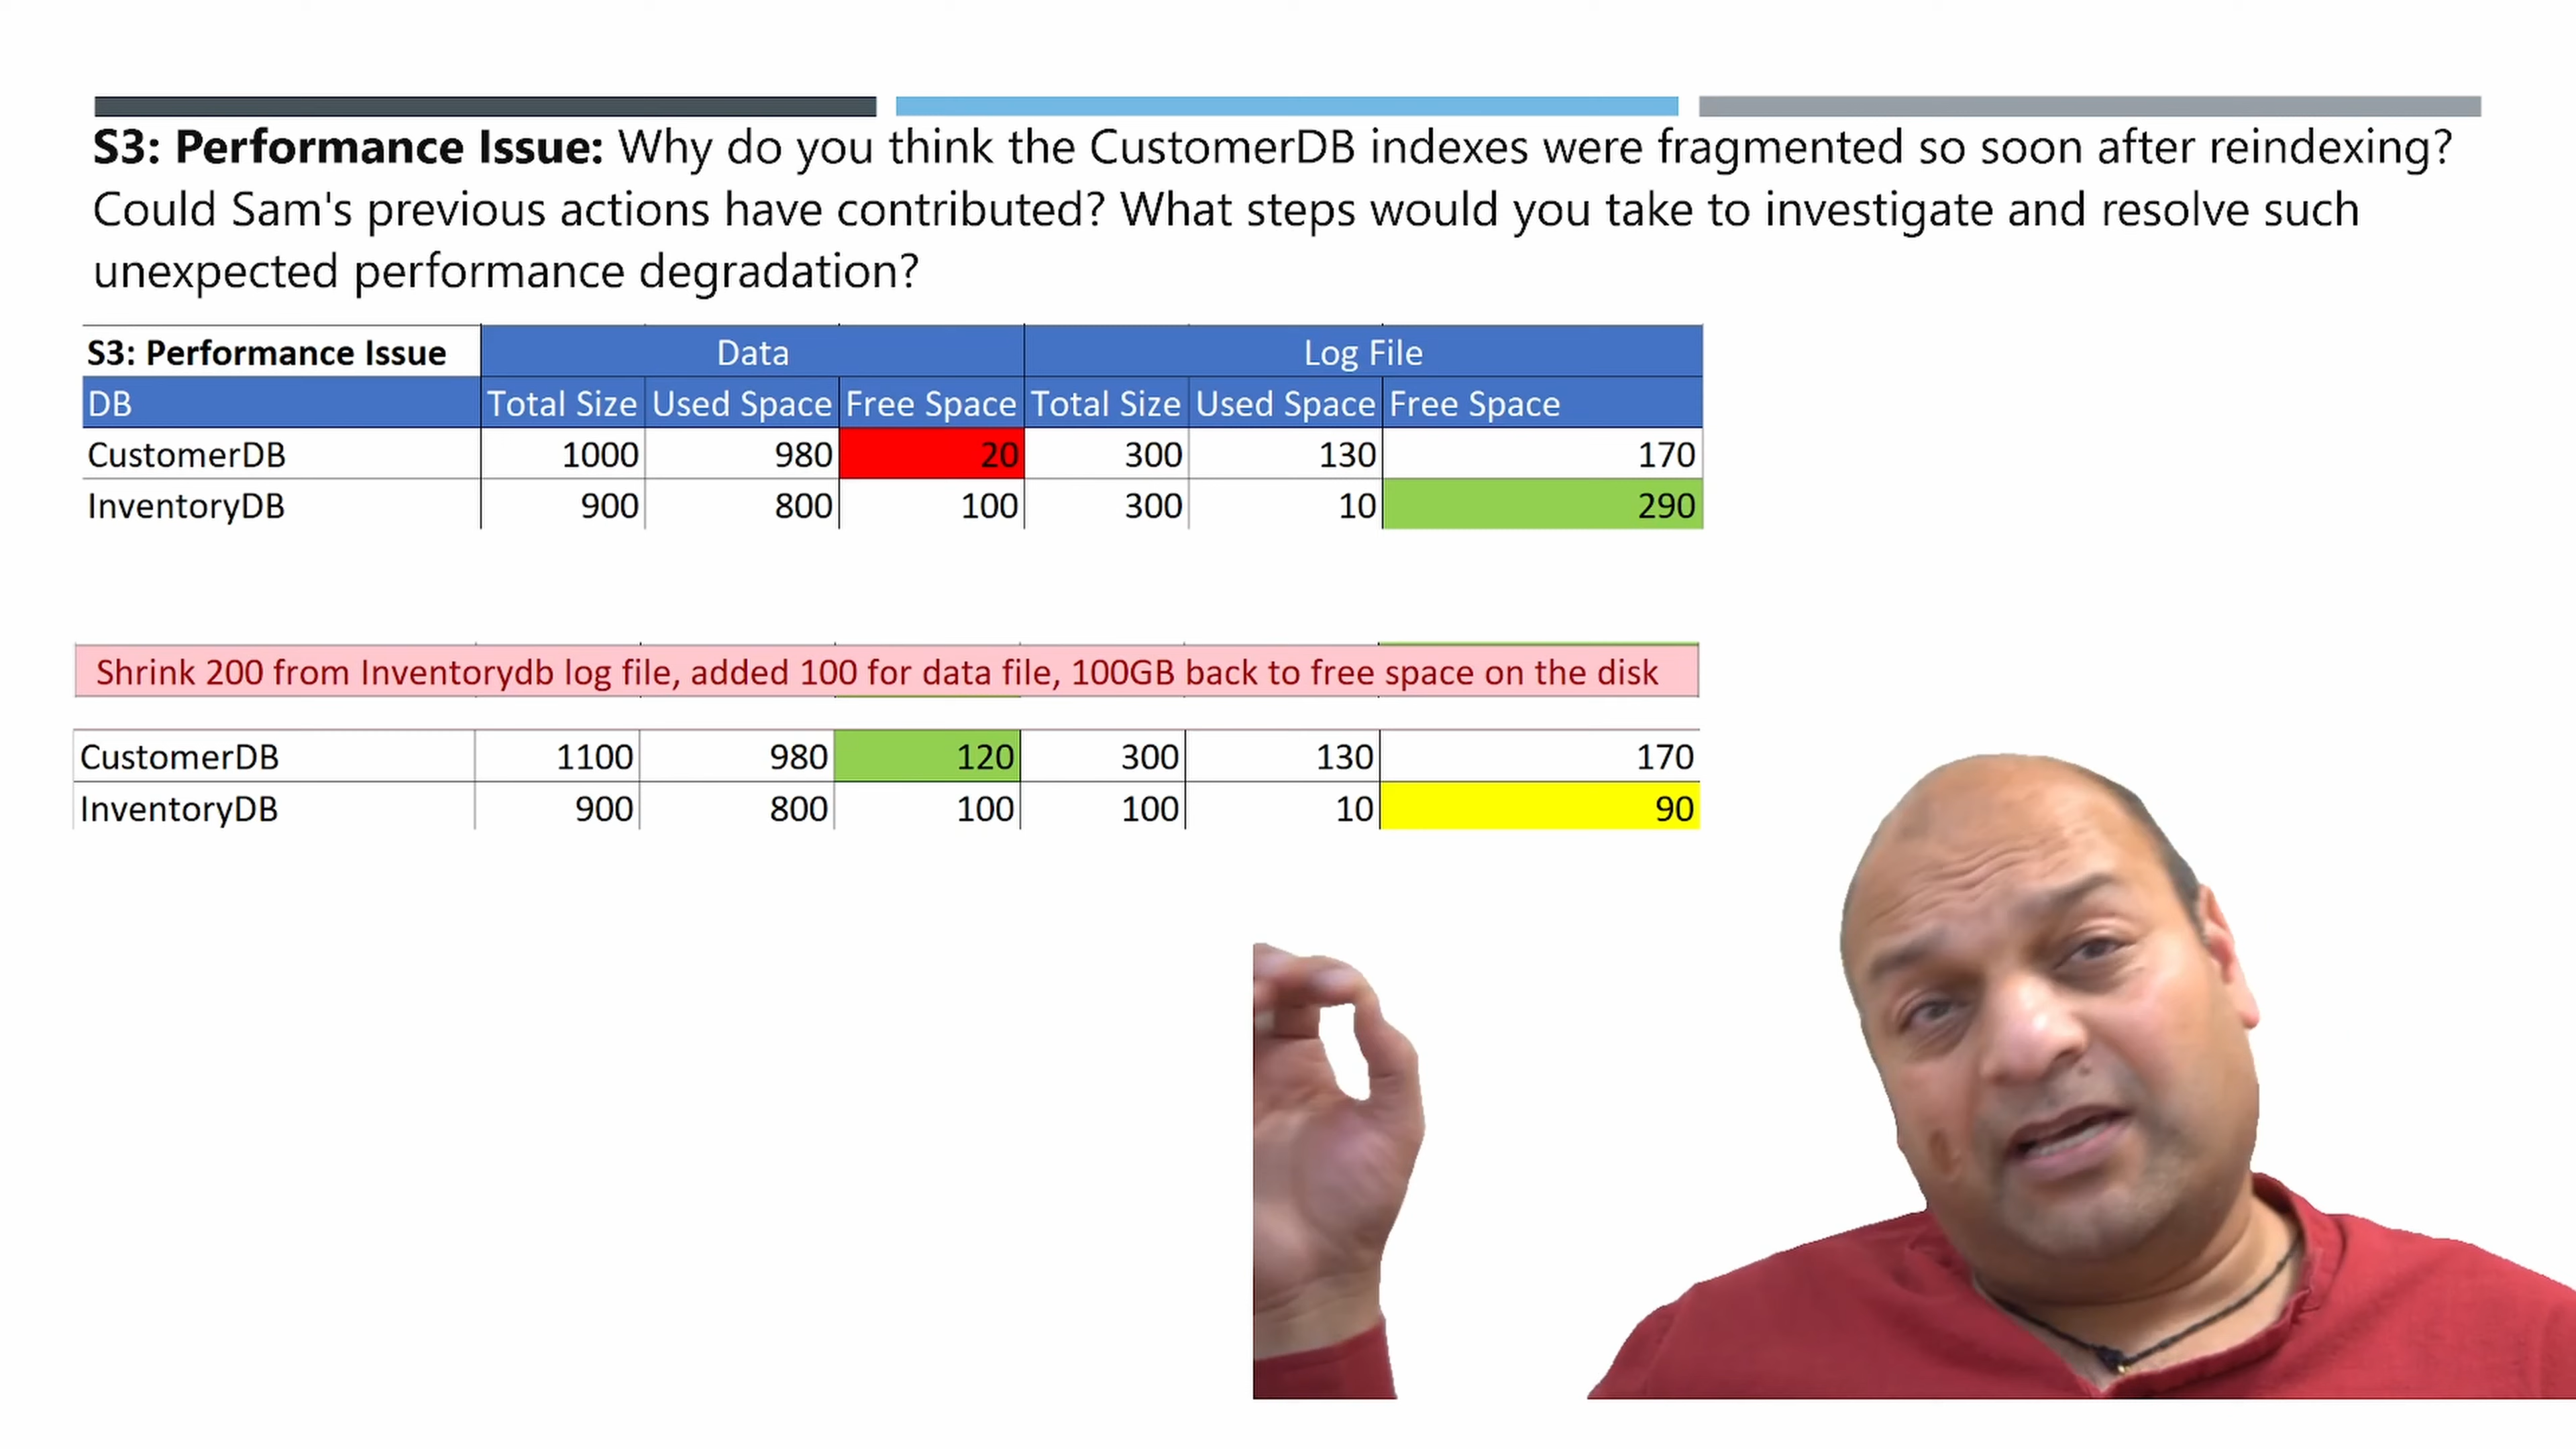 S3: Performance Issue: Why do you think the CustomerDB indexes were fragmented so soon after reindexing?
Could Sam's previous actions have contributed? What steps would you take to investigate and resolve such
unexpected performance degradation?
S3: Performance Issue Data Log File
DB Total Size Used Space Free Space Total Size Used Space Free Space
CustomerDB 1000 980 20 300 130 170
InventoryDB 900 800 100 300 10 290
Shrink 200 from Inventorydb log file, added 100 for data file, 100GB back to free space on the disk
CustomerDB 1100 980 120 300 130 170
InventoryDB 900 800 100 100 10 90